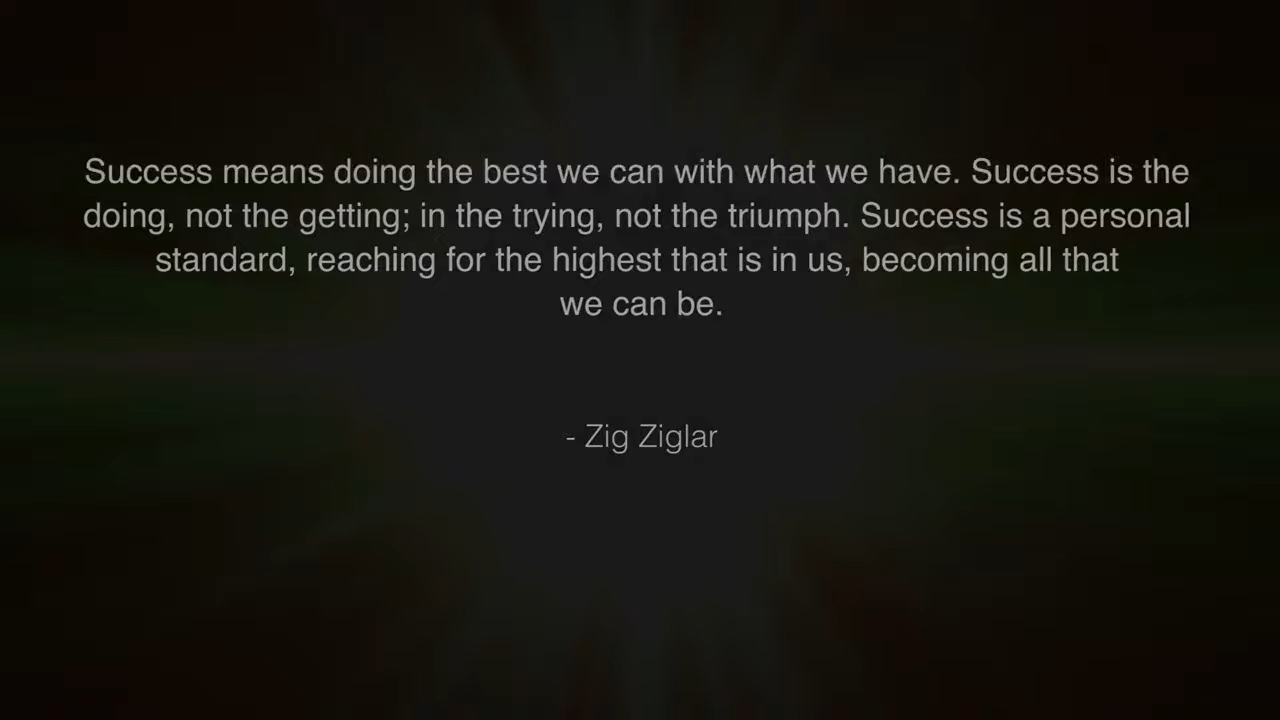 Success means doing the best we can with what we have. Success is the
doing, not the getting; in the trying, not the triumph. Success is a personal
standard, reaching for the highest that is in us, becoming all that
we can be.
- Zig Ziglar